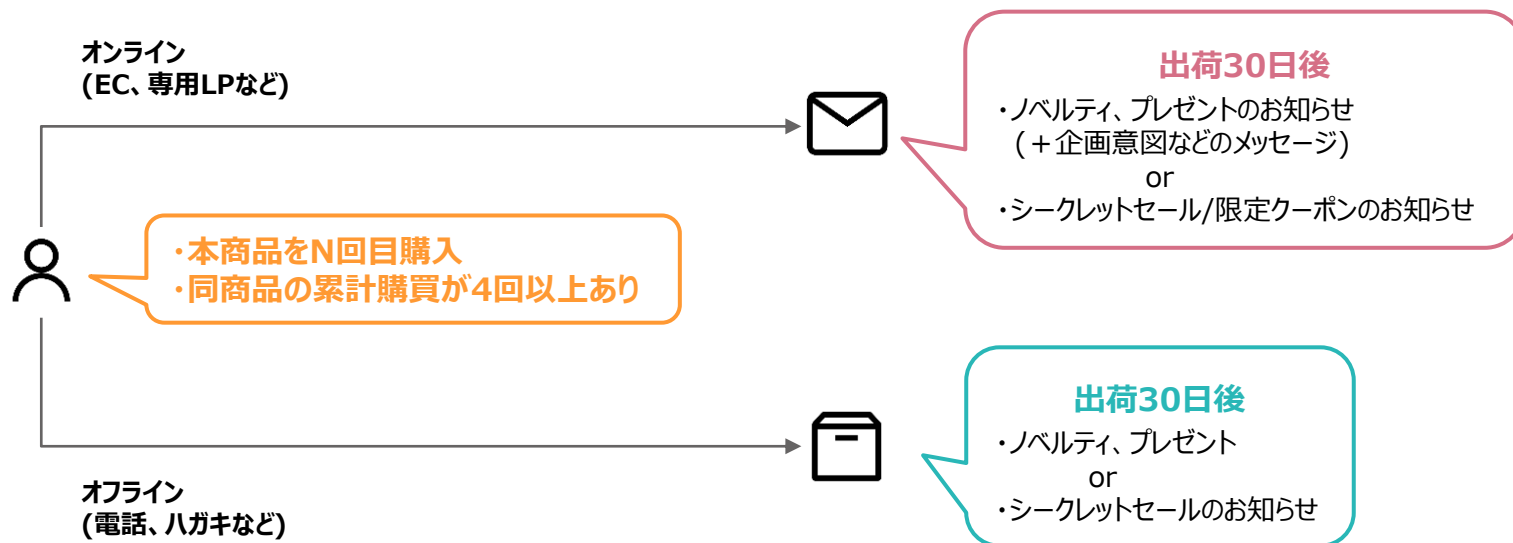 オンライン
(EC、専用LPなど)
出荷30日後
・ノベルティ、プレゼントのお知らせ
(+企画意図などのメッセージ)
or
・シークレットセール/限定クーポンのお知らせ
・本商品をN回目購入
・同商品の累計購買が4回以上あり
出荷30日後
・ノベルティ、プレゼント
or
・シークレットセールのお知らせ
オフライン
(電話、ハガキなど)